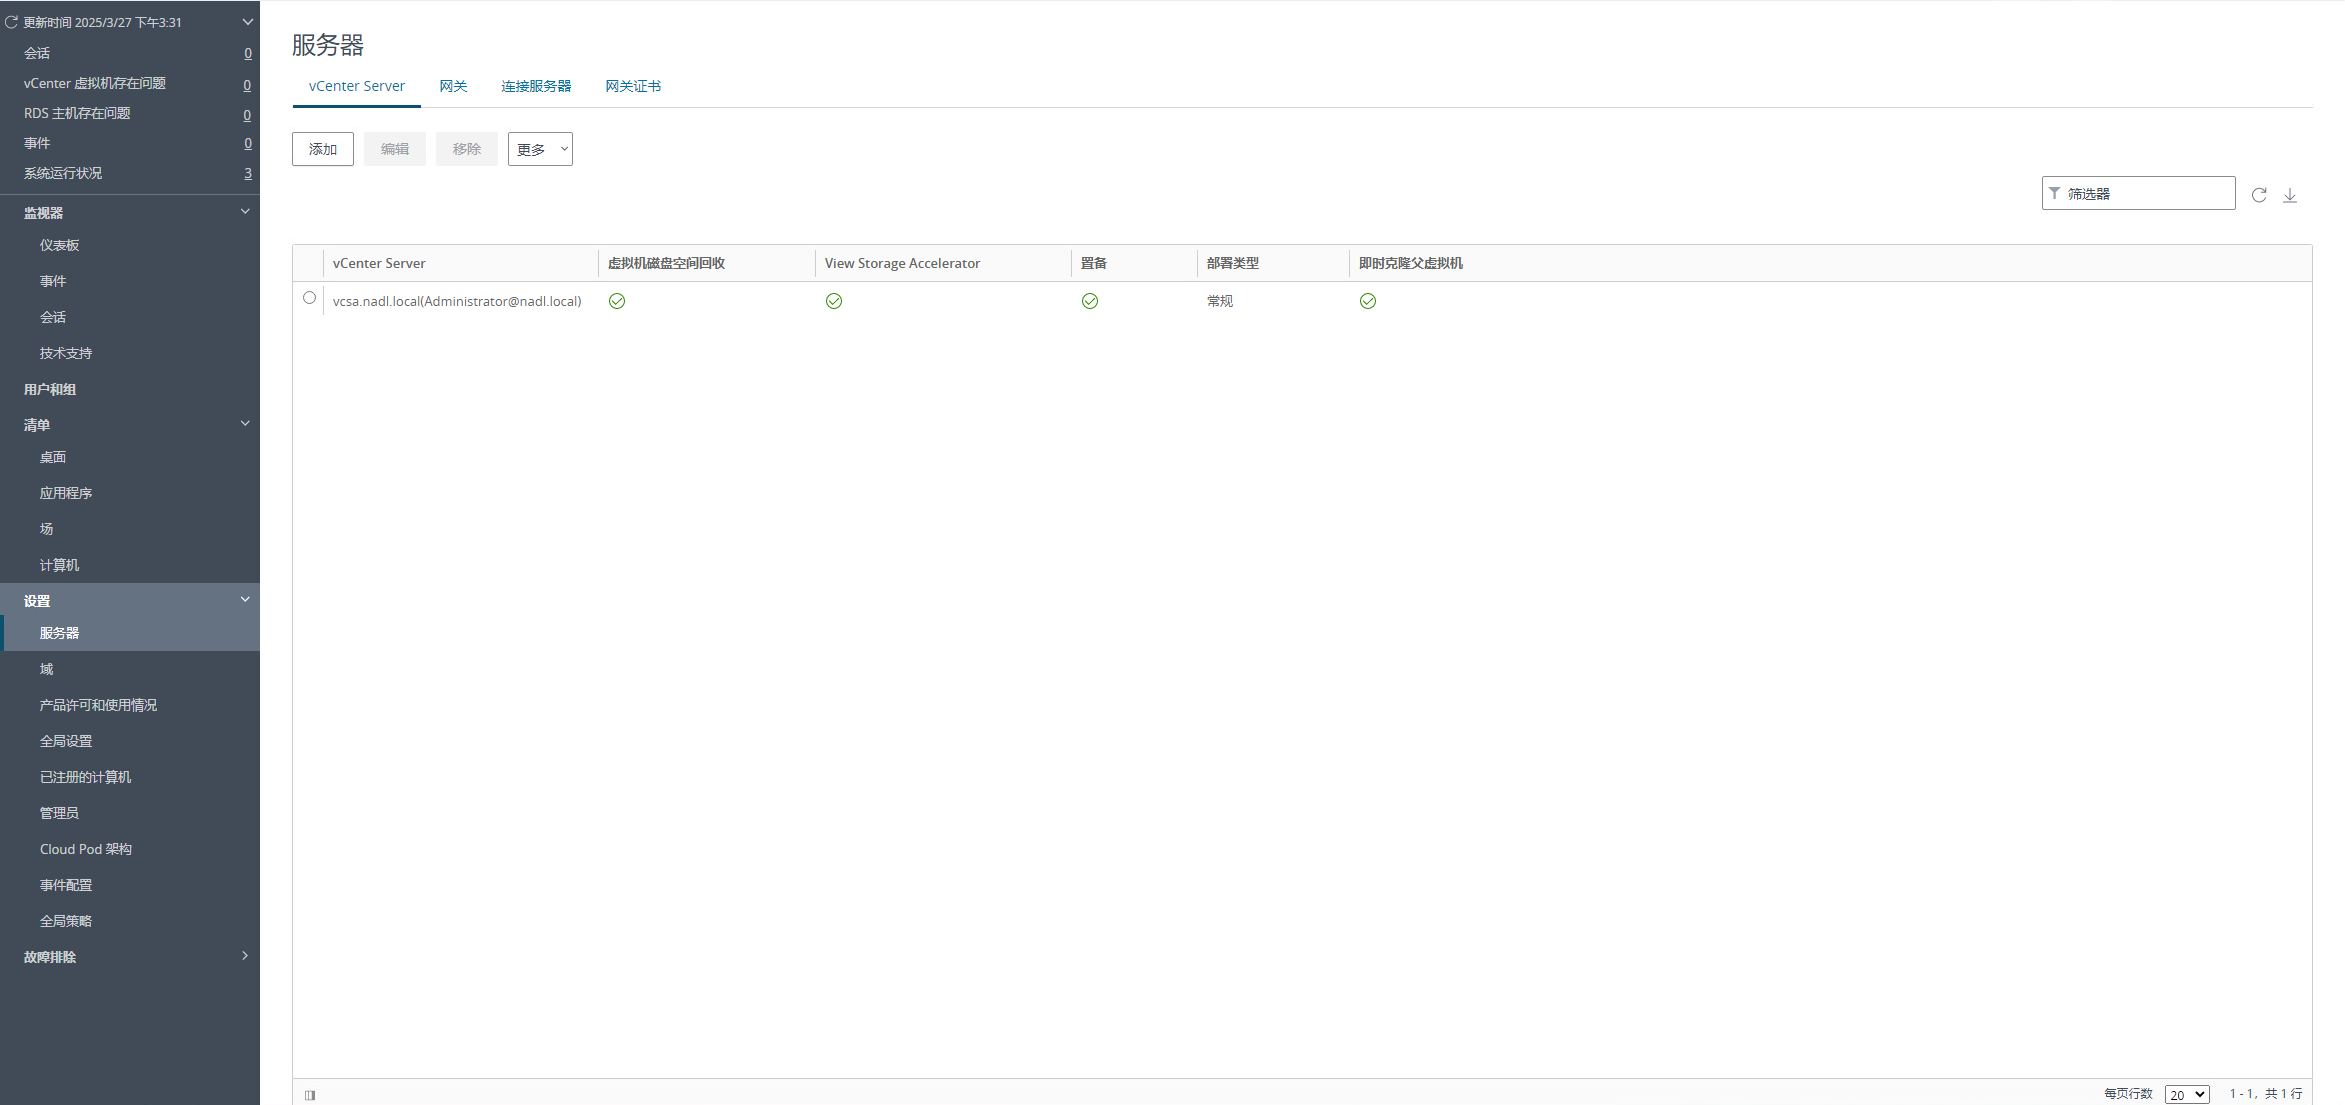 更新时间 2025/3/27 下午3:31
会话 0
vCenter 虚拟机存在问题 0
RDS 主机存在问题 0
事件 0
系统运行状况 3
监视器
仪表板
事件
会话
技术支持
用户和组
清单
桌面
应用程序
场
计算机
设置
服务器
域
产品许可和使用情况
全局设置
已注册的计算机
管理员
Cloud Pod 架构
事件配置
全局策略
故障排除
服务器
vCenter Server 网关 连接服务器 网关证书
添加 编辑 移除 更多
筛选器
vCenter Server 虚拟机磁盘空间回收 View Storage Accelerator 置备 部署类型 即时克隆父虚拟机
vcsa.nadl.local(Administrator@nadl.local) 常规
每页行数 20 1 - 1, 共 1 行